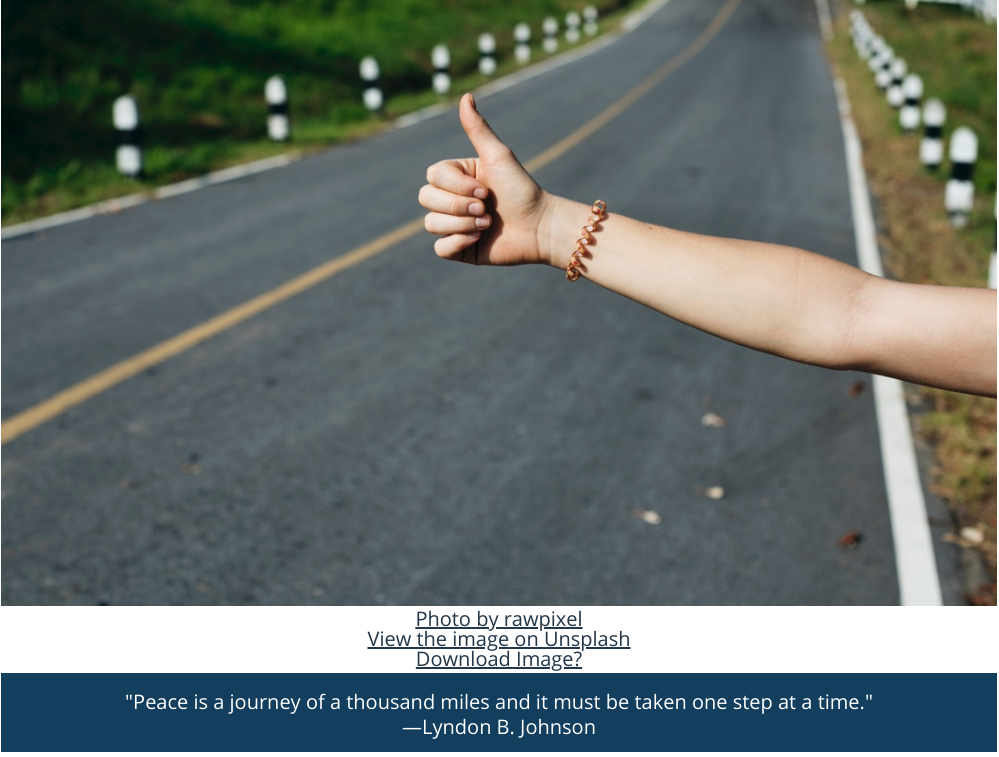 Photo by rawpixel
View the image on Unsplash
Download Image?
"Peace is a journey of a thousand miles and it must be taken one step at a time."
—Lyndon B. Johnson